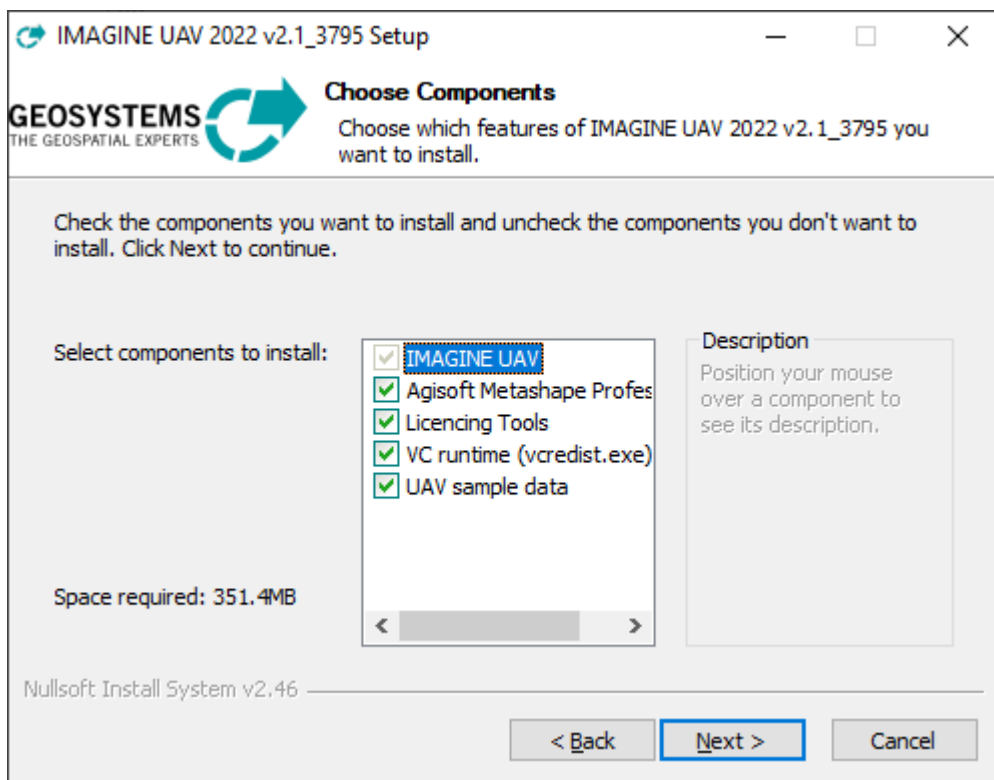 IMAGINE UAV 2022 v2.1_3795 Setup
GEOSYSTEMS
THE GEOSPATIAL EXPERTS
Choose Components
Choose which features of IMAGINE UAV 2022 v2.1_3795 you
want to install.
Check the components you want to install and uncheck the components you don't want to
install. Click Next to continue.
Select components to install:
IMAGINE UAV
Agisoft Metashape Profes
Licencing Tools
VC runtime (vcredist.exe)
UAV sample data
Description
Position your mouse
over a component to
see its description.
Space required: 351.4MB
Nullsoft Install System v2.46
< Back
Next >
Cancel